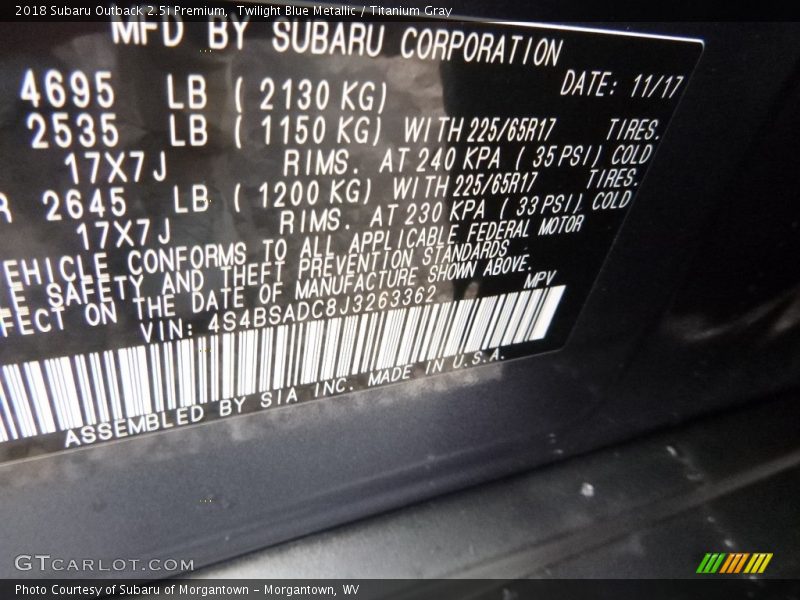 2018 Subaru Outback 2.5i Premium, Twilight Blue Metallic / Titanium Gray
MFD BY SUBARU CORPORATION
4695 LB ( 2130 KG) DATE: 11/17
2535 LB ( 1150 KG) WITH 225/65R17 TIRES.
17X7J RIMS. AT 240 KPA ( 35 PSI) COLD
R 2645 LB ( 1200 KG) WITH 225/65R17 TIRES.
17X7J RIMS. AT 230 KPA ( 33 PSI) COLD
EHICLE CONFORMS TO ALL APPLICABLE FEDERAL MOTOR
LE SAFETY AND THEFT PREVENTION STANDARDS
FFECT ON THE DATE OF MANUFACTURE SHOWN ABOVE.
VIN: 4S4BSADC8J3263362 MPV
ASSEMBLED BY SIA INC. MADE IN U.S.A.
GTCARLOT.COM
Photo Courtesy of Subaru of Morgantown - Morgantown, WV